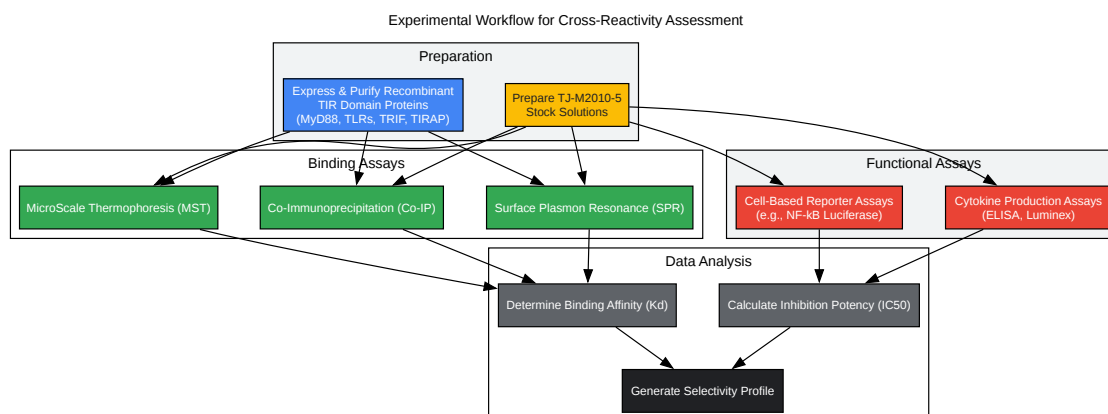 Experimental Workflow for Cross-Reactivity Assessment
Preparation
Express & Purify Recombinant
TIR Domain Proteins
(MyD88, TLRs, TRIF, TIRAP)
Prepare TJ-M2010-5
Stock Solutions
Binding Assays
MicroScale Thermophoresis (MST)
Co-Immunoprecipitation (Co-IP)
Surface Plasmon Resonance (SPR)
Functional Assays
Cell-Based Reporter Assays
(e.g., NF-kB Luciferase)
Cytokine Production Assays
(ELISA, Luminex)
Data Analysis
Determine Binding Affinity (Kd)
Calculate Inhibition Potency (IC50)
Generate Selectivity Profile